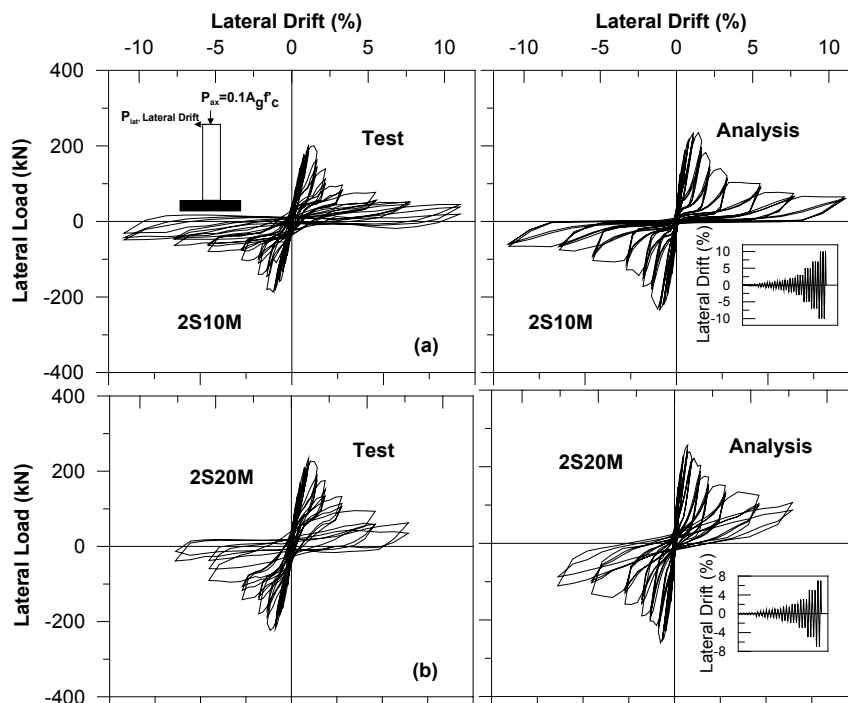 Lateral Drift (%)
-10 -5 0 5 10
Lateral Drift (%)
-10 -5 0 5 10
400
200
0
-200
-400
Lateral Load (kN)
Pax=0.1Agf'c
Plat, Lateral Drift
Test
2S10M
(a)
Analysis
2S10M
Lateral Drift (%)
10
5
0
-5
-10
400
200
0
-200
-400
Lateral Load (kN)
2S20M
Test
(b)
2S20M
Analysis
Lateral Drift (%)
8
4
0
-4
-8